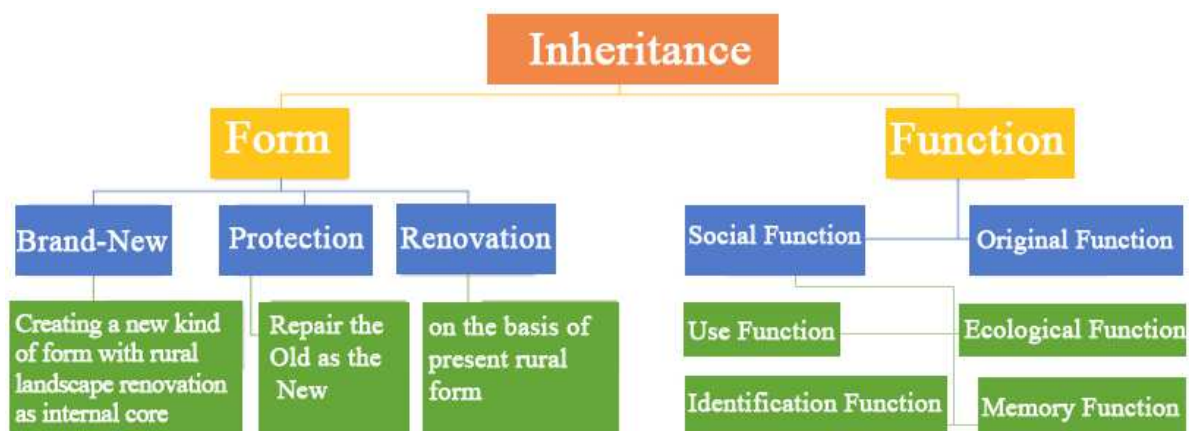 Inheritance
Form
Function
Brand-New
Protection
Renovation
Social Function
Original Function
Creating a new kind
of form with rural
landscape renovation
as internal core
Repair the
Old as the
New
on the basis of
present rural
form
Use Function
Ecological Function
Identification Function
Memory Function